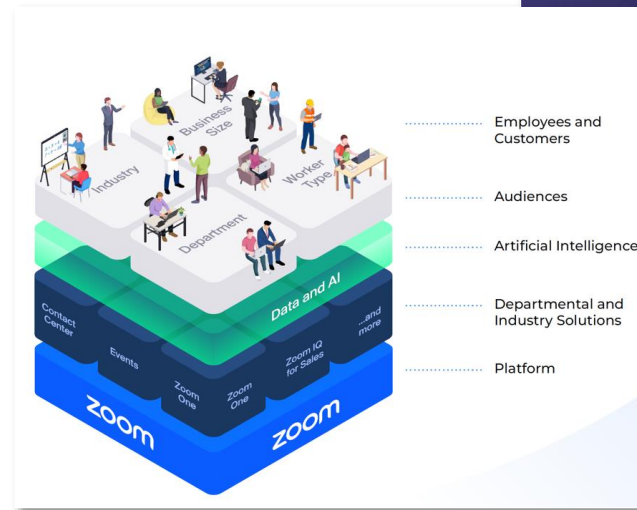 Business
Size
Industry
Worker
Type
Department
Data and AI
Contact
Center
Events
Zoom
One
Zoom
One
Zoom IQ
for Sales
...and
more
zoom
zoom
Employees and
Customers
Audiences
Artificial Intelligence
Departmental and
Industry Solutions
Platform